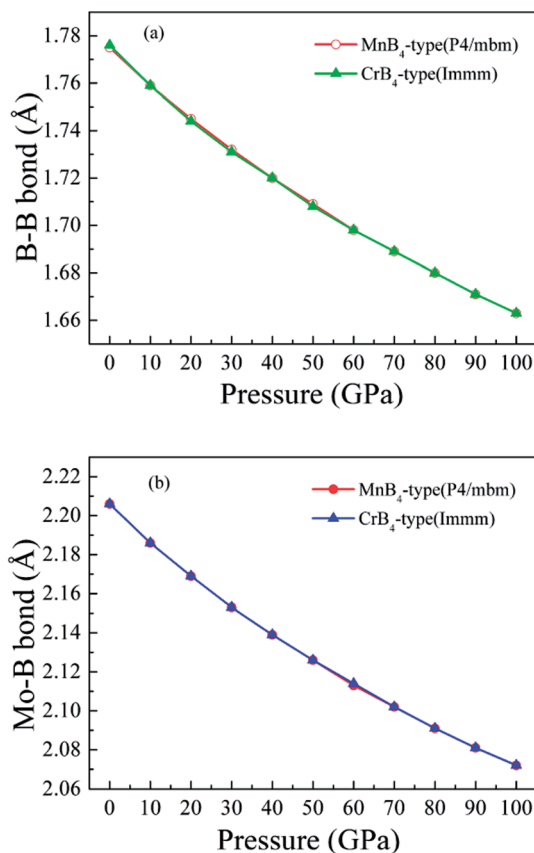 (a)
MnB₄-type(P4/mbm)
CrB₄-type(Immm)
B-B bond (Å)
1.78
1.76
1.74
1.72
1.70
1.68
1.66
0 10 20 30 40 50 60 70 80 90 100
Pressure (GPa)
(b)
MnB₄-type(P4/mbm)
CrB₄-type(Immm)
Mo-B bond (Å)
2.22
2.20
2.18
2.16
2.14
2.12
2.10
2.08
2.06
0 10 20 30 40 50 60 70 80 90 100
Pressure (GPa)